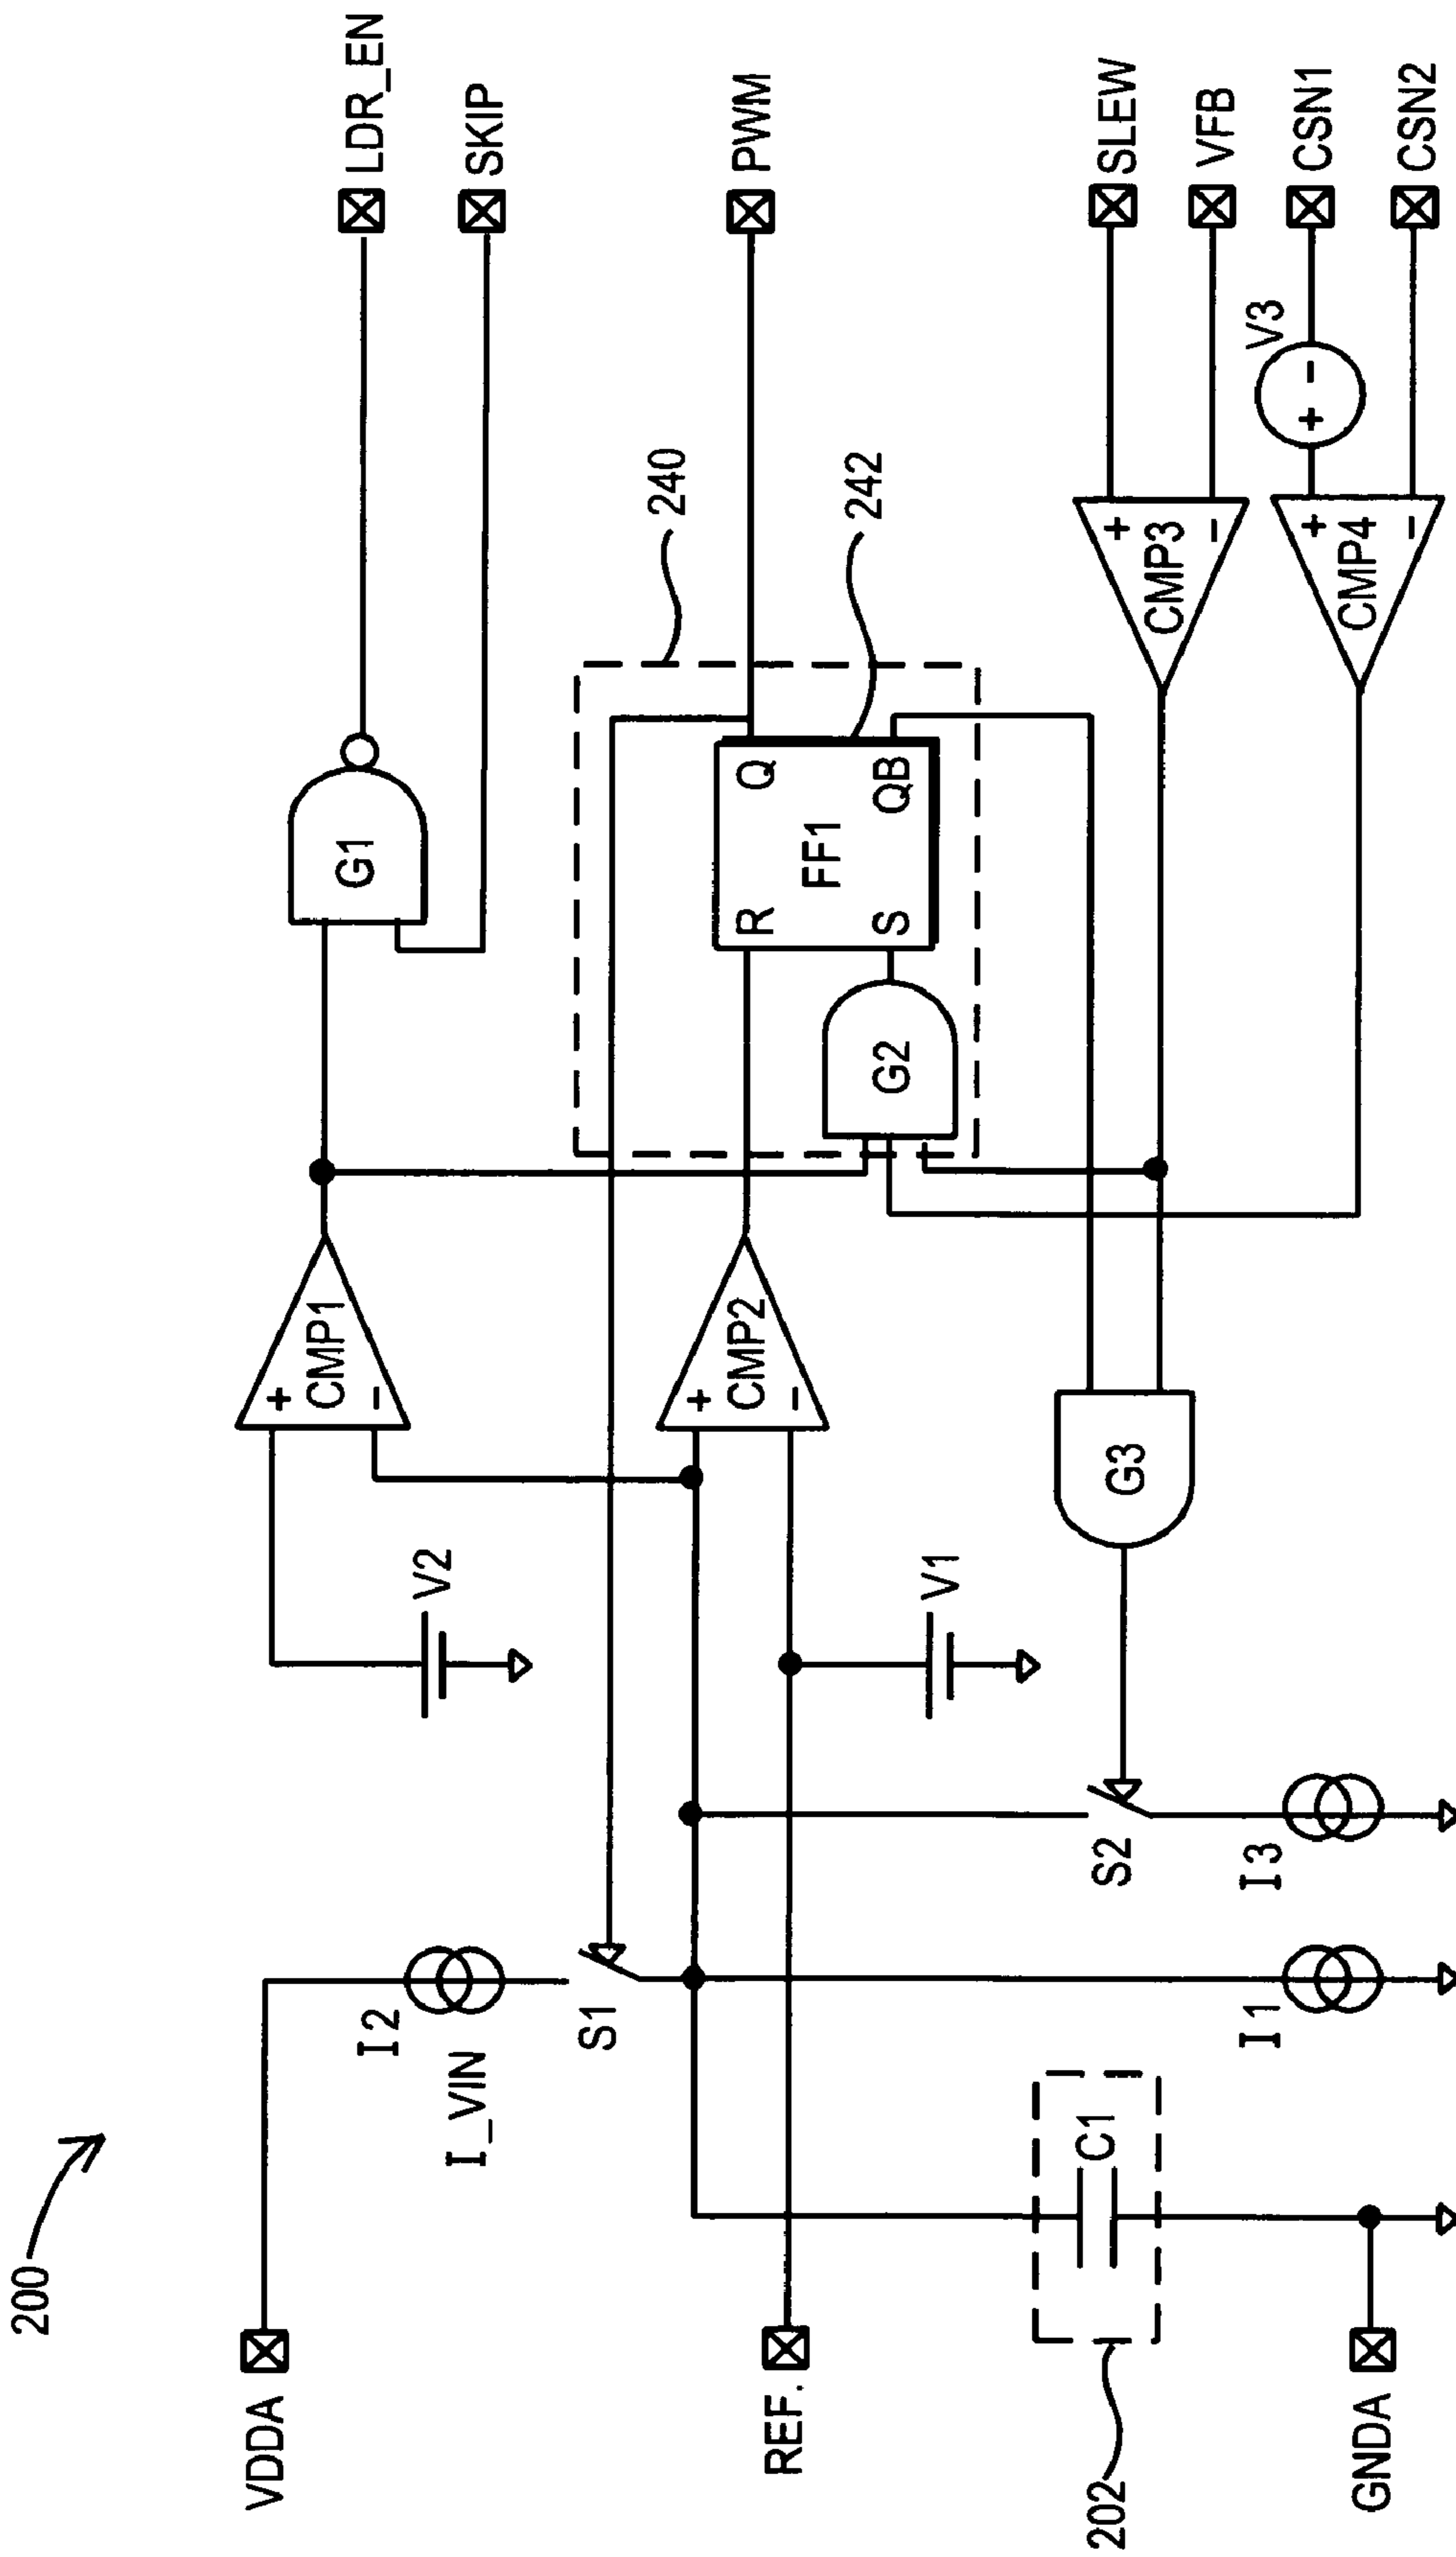 200
VDDA
I2
I_VIN
S1
V2
+
-
CMP1
G1
LDR_EN
SKIP
REF.
V1
+
-
CMP2
240
R
Q
FF1
S
QB
G2
242
PWM
202
C1
GNDA
I1
I3
S2
G3
+
-
CMP3
SLEW
VFB
+
-
CMP4
V3
+
-
CSN1
CSN2